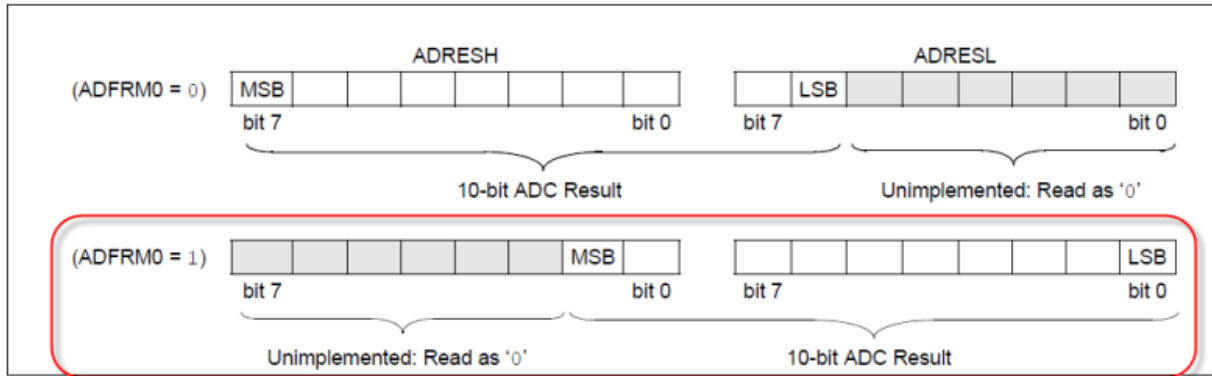 ADRESH ADRESL
(ADFRM0 = 0) MSB LSB
bit 7 bit 0 bit 7 bit 0
10-bit ADC Result Unimplemented: Read as ‘0’
(ADFRM0 = 1) MSB LSB
bit 7 bit 0 bit 7 bit 0
Unimplemented: Read as ‘0’ 10-bit ADC Result